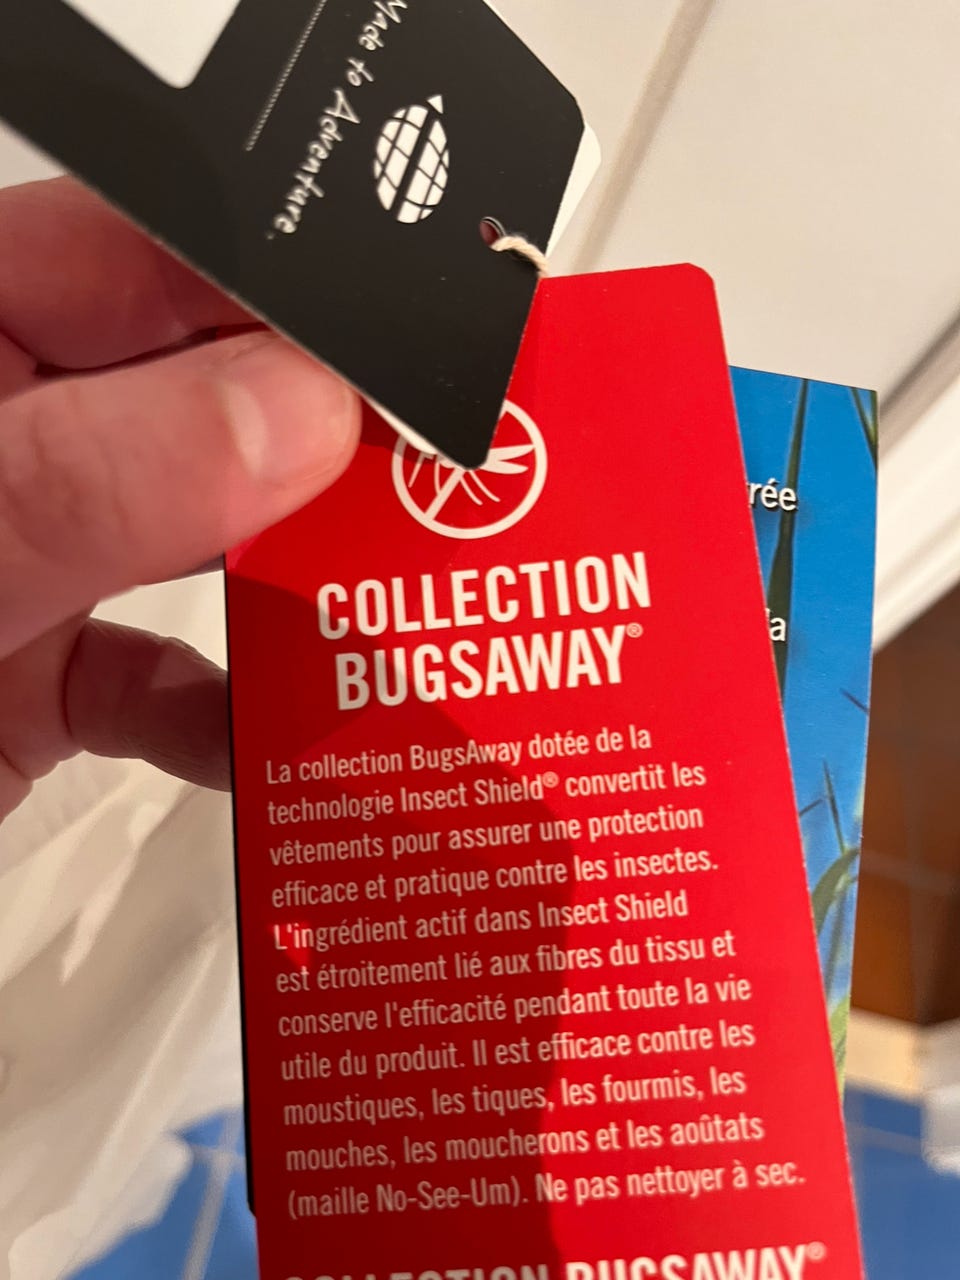 Made to Adventure.
COLLECTION
BUGSAWAY®
La collection BugsAway dotée de la
technologie Insect Shield® convertit les
vêtements pour assurer une protection
efficace et pratique contre les insectes.
L'ingrédient actif dans Insect Shield
est étroitement lié aux fibres du tissu et
conserve l'efficacité pendant toute la vie
utile du produit. Il est efficace contre les
moustiques, les tiques, les fourmis, les
mouches, les moucherons et les aoûtats
(maille No-See-Um). Ne pas nettoyer à sec.
COLLECTION BUGSAWAY®
rée
la